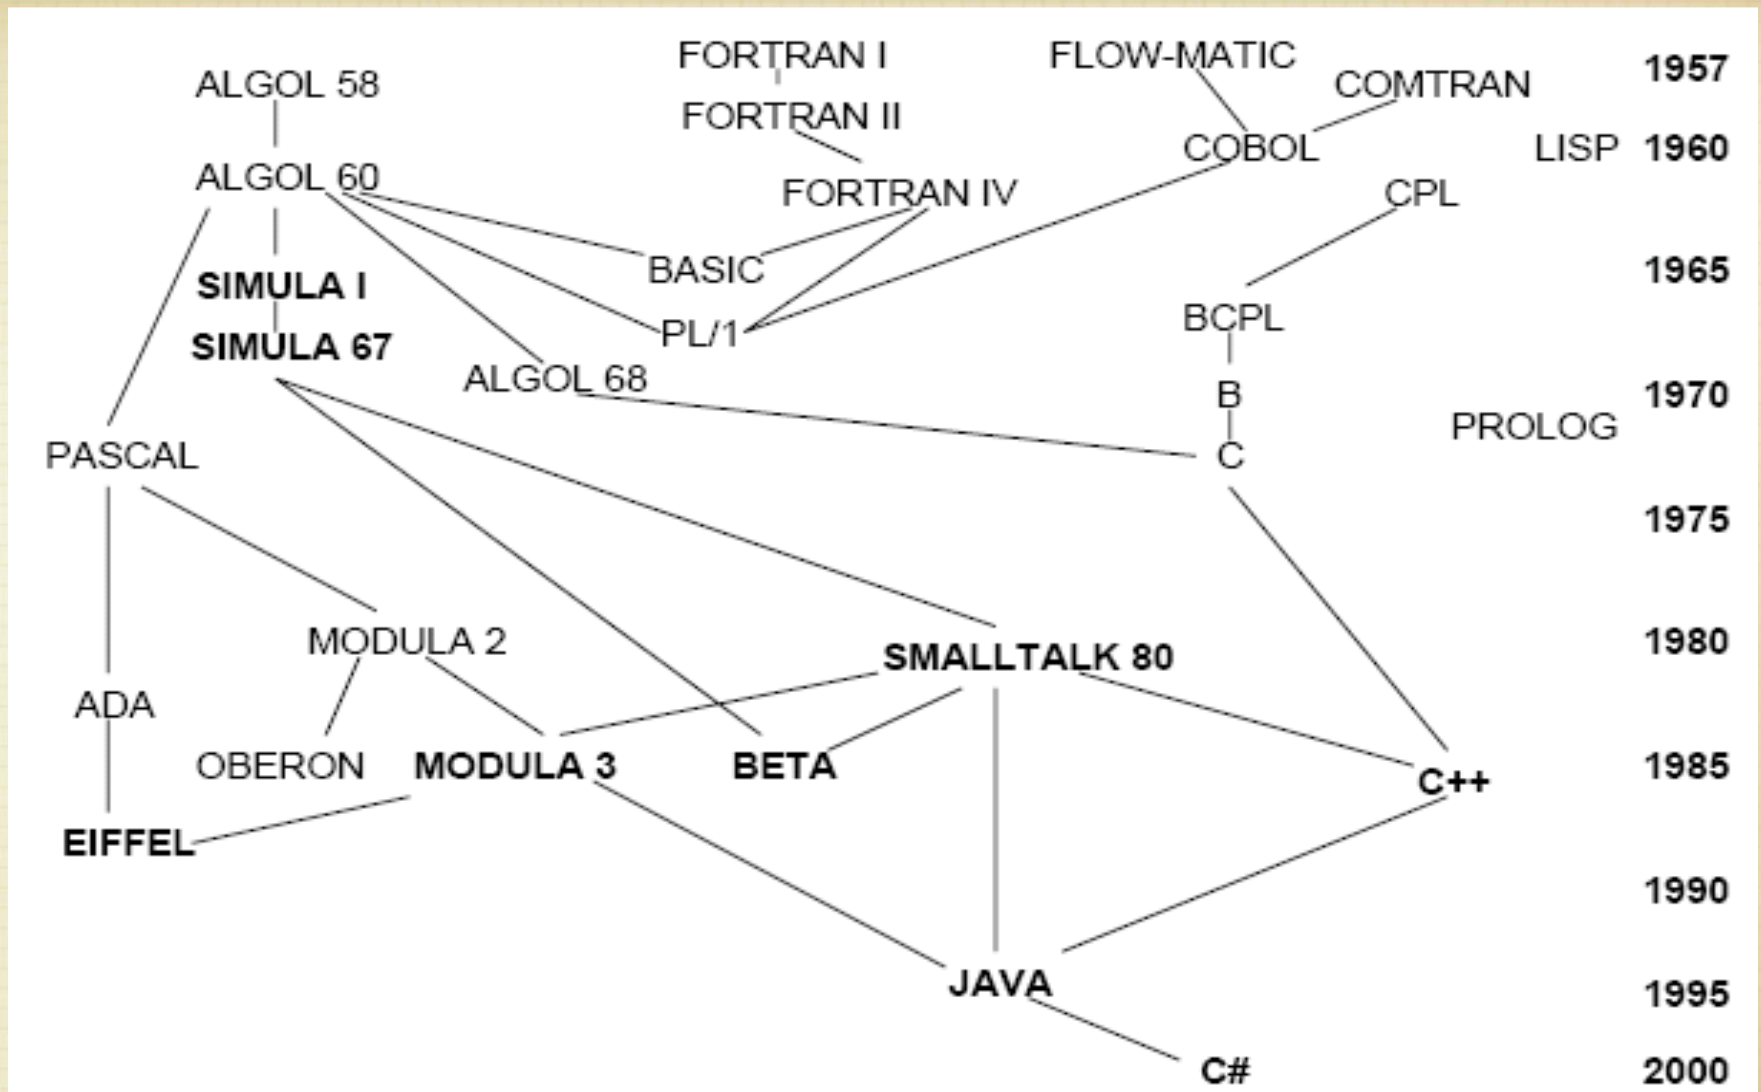 FORTRAN I
FLOW-MATIC
1957
ALGOL 58
COMTRAN
FORTRAN II
COBOL
LISP
1960
ALGOL 60
FORTRAN IV
CPL
BASIC
1965
SIMULA I
BCPL
PL/1
SIMULA 67
ALGOL 68
B
1970
PROLOG
PASCAL
C
1975
MODULA 2
1980
SMALLTALK 80
ADA
OBERON
MODULA 3
BETA
1985
C++
EIFFEL
1990
JAVA
1995
C#
2000